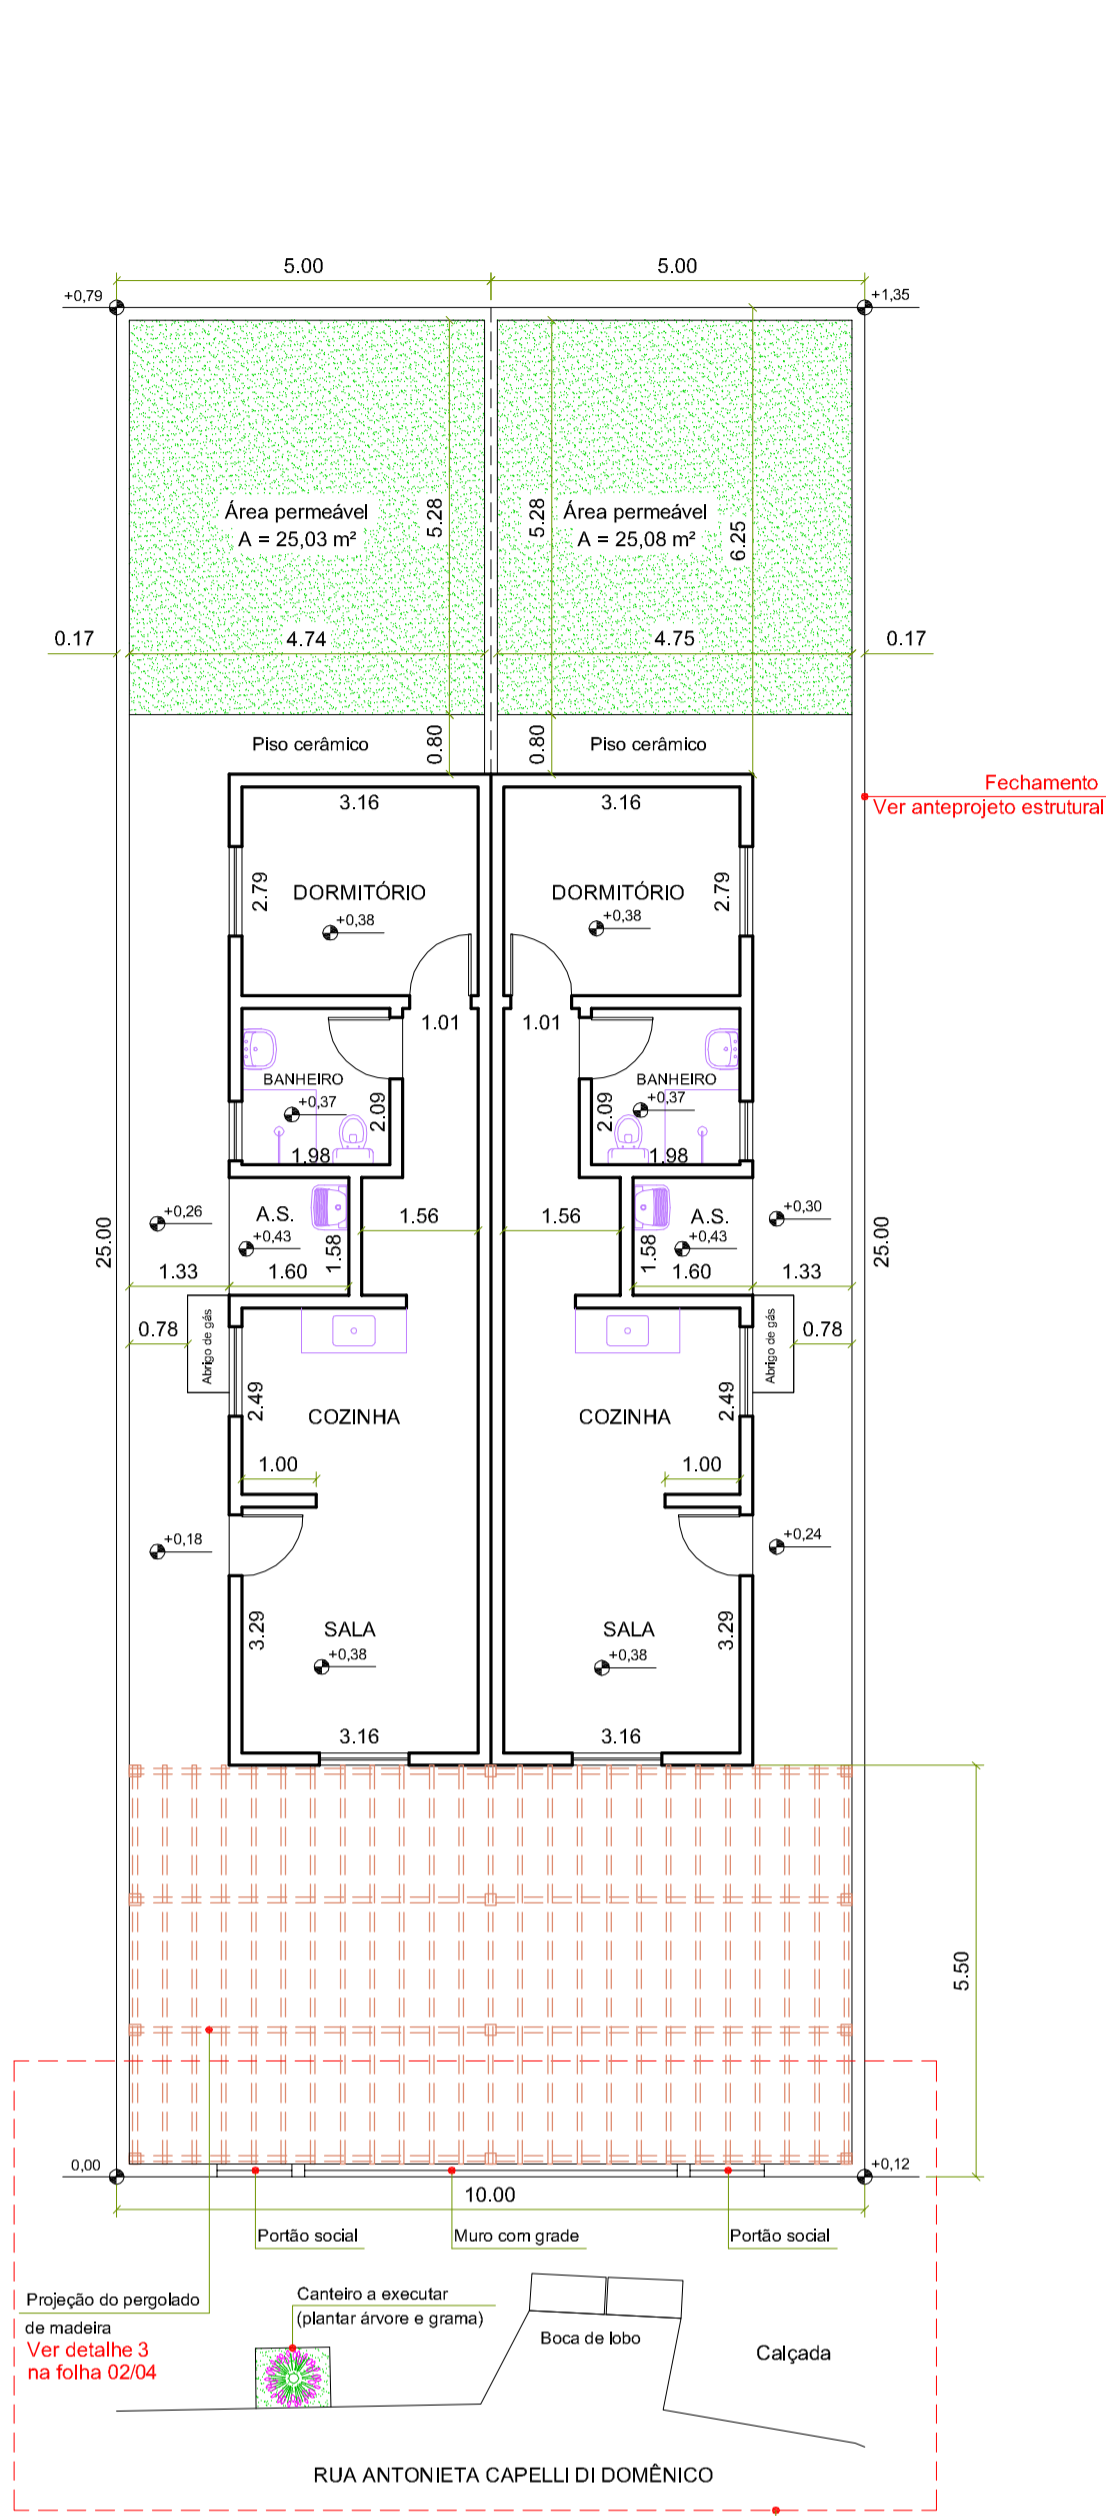 5.00 5.00
+0,79 +1,35
Área permeável
A = 25,03 m²
5.28
5.28
Área permeável
A = 25,08 m²
6.25
0.17 4.74 4.75 0.17
Piso cerâmico 0.80 0.80 Piso cerâmico
Fechamento
Ver anteprojeto estrutural
3.16 3.16
2.79 DORMITÓRIO DORMITÓRIO 2.79
+0,38 +0,38
1.01 1.01
BANHEIRO BANHEIRO
+0,37 2.09 2.09 +0,37
1.98 1.98
+0,26 A.S. 1.56 1.56 A.S. +0,30
25.00 +0,43 1.58 1.58 +0,43 25.00
1.33 1.60 1.60 1.33
0.78 Abrigo de gás Abrigo de gás 0.78
2.49 COZINHA COZINHA 2.49
1.00 1.00
+0,18 +0,24
3.29 SALA SALA 3.29
+0,38 +0,38
3.16 3.16
5.50
0,00 +0,12
10.00
Portão social Muro com grade Portão social
Projeção do pergolado
de madeira
Ver detalhe 3
na folha 02/04
Canteiro a executar
(plantar árvore e grama)
Boca de lobo
Calçada
RUA ANTONIETA CAPELLI DI DOMÊNICO